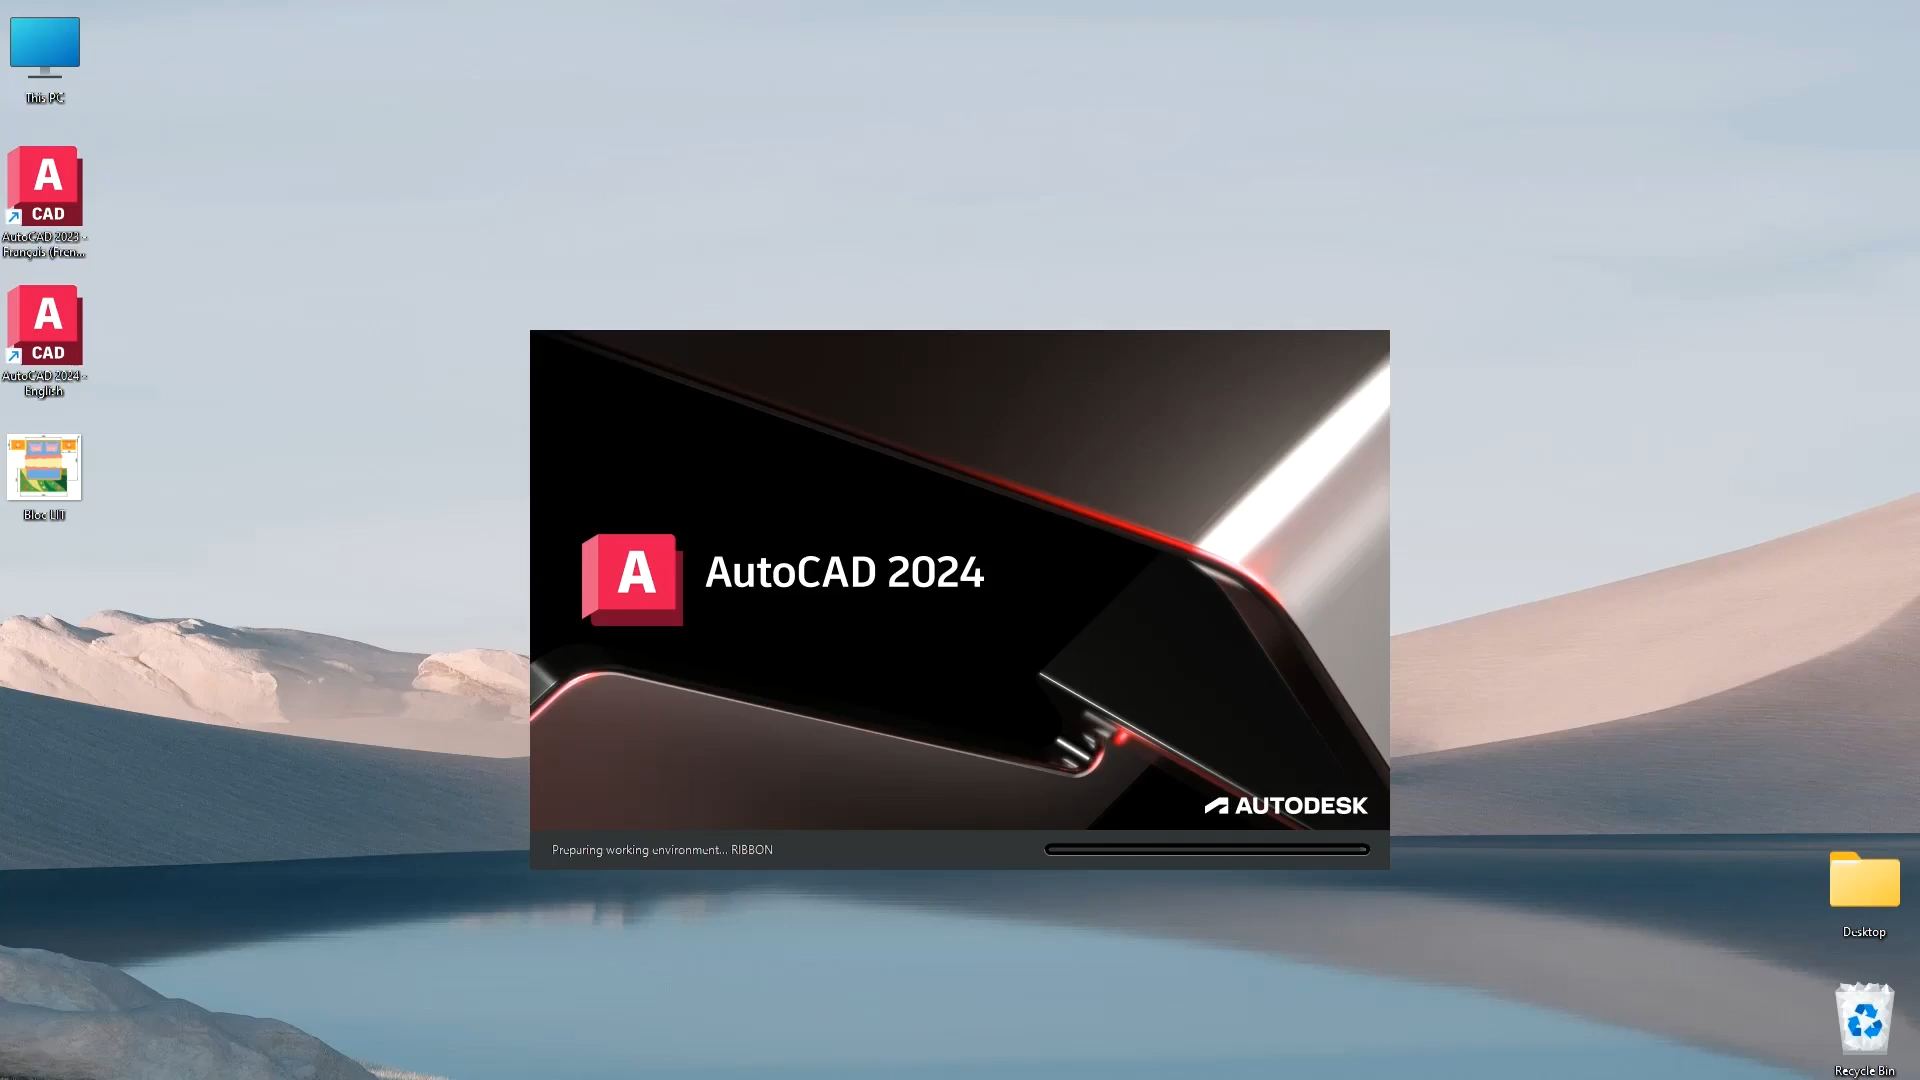 This PC
A
CAD
AutoCAD 2023 -
Français (Fren...
A
CAD
AutoCAD 2024 -
English
Bloc LIT
A
AutoCAD 2024
AUTODESK
Preparing working environment... RIBBON
Desktop
Recycle Bin